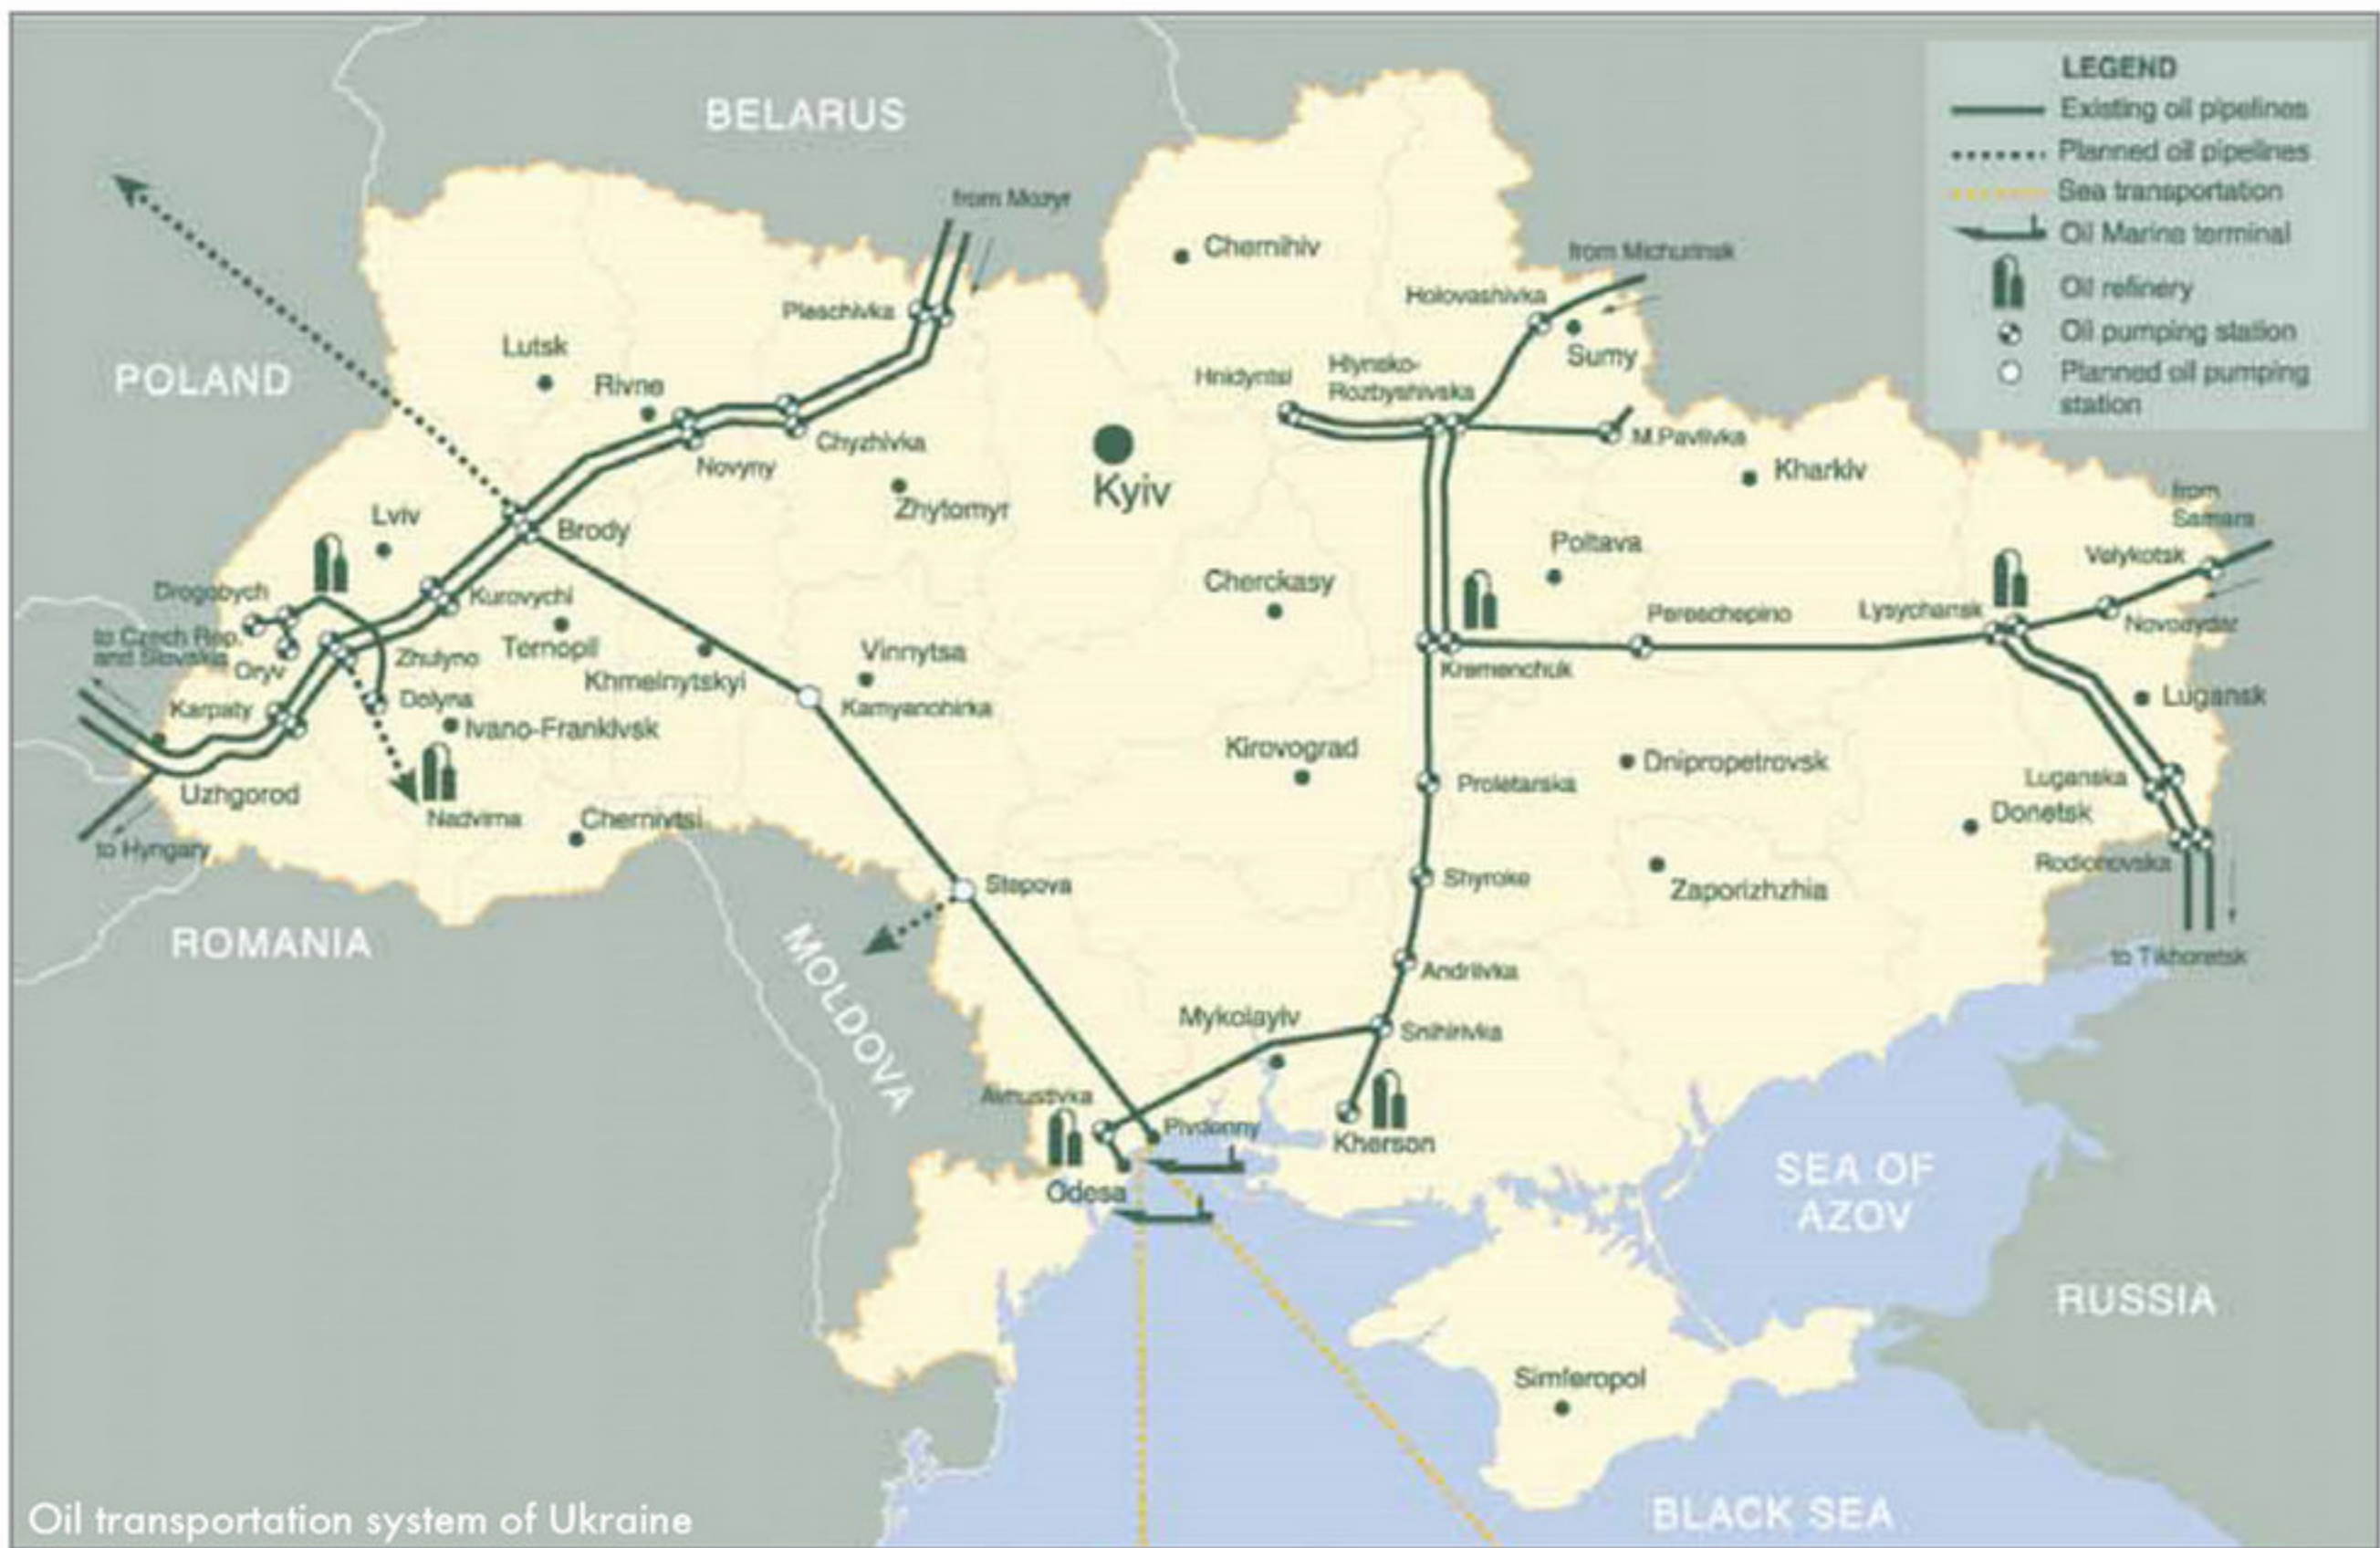 LEGEND
Existing oil pipelines
Planned oil pipelines
Sea transportation
Oil Marine terminal
Oil refinery
Oil pumping station
Planned oil pumping
station
BELARUS
from Mozyr
Chernihiv
from Michurinsk
Holovashivka
Pleschivka
Lutsk
Sumy
Hlynsko-
Rozbyshivska
Hnidyntsi
POLAND
Rivne
Chyzhivka
M.Pavlivka
Novyny
Kyiv
Kharkiv
Zhytomyr
from
Samara
Lviv
Brody
Poltava
Velykotsk
Drogobych
Kurovychi
Cherckasy
Pereschepino
Lysychansk
Novoaydar
to Czech Rep.
and Slovakia
Oryv
Zhulyno
Ternopil
Vinnytsa
Khmelnytskyi
Kremenchuk
Karpaty
Dolyna
Kamyanohirka
Lugansk
Ivano-Franklvsk
Kirovograd
Dnipropetrovsk
Proletarska
Luganska
Uzhgorod
Nadvirna
Chernivtsi
Donetsk
to Hyngary
Rodionovska
Stepova
Shyroke
Zaporizhzhia
ROMANIA
MOLDOVA
Andriivka
to Tikhoretsk
Mykolayiv
Snihirivka
Pivdenny
Kherson
Odesa
SEA OF
AZOV
RUSSIA
Simferopol
BLACK SEA
Oil transportation system of Ukraine